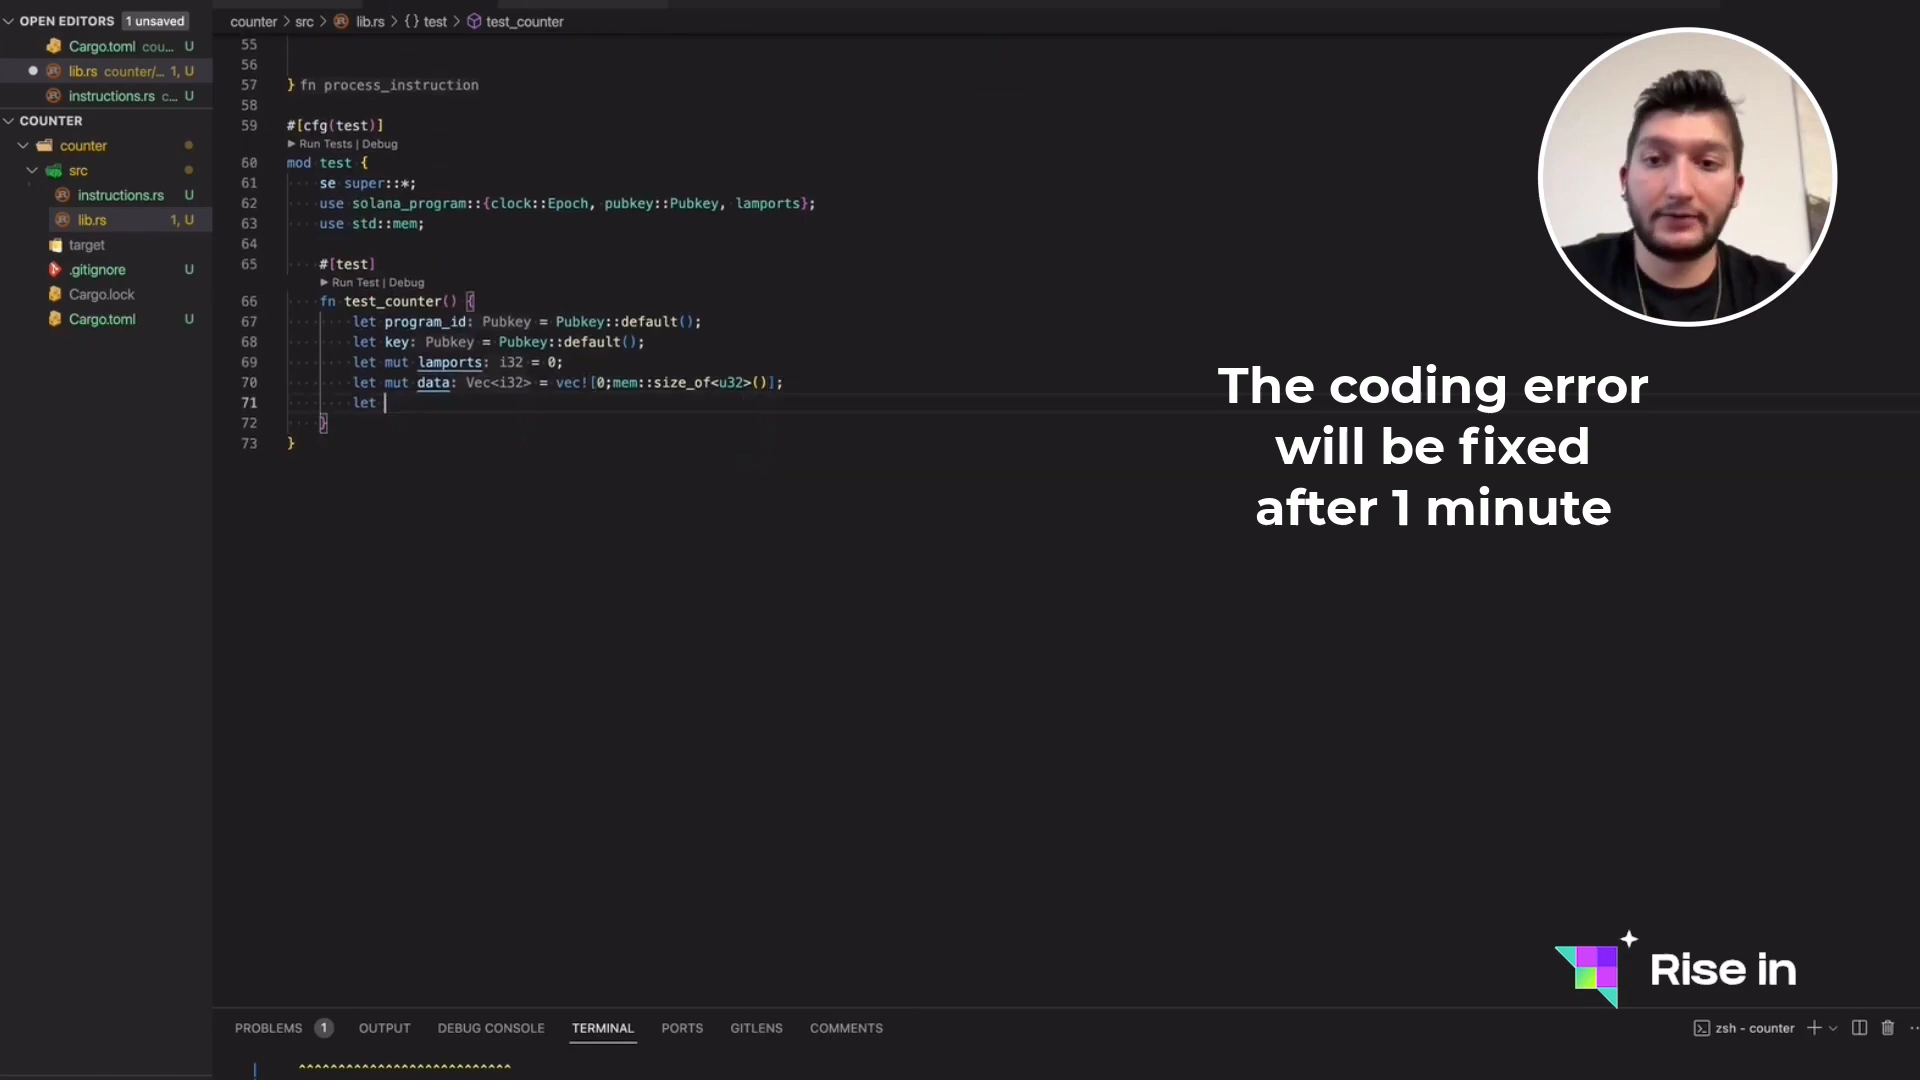 OPEN EDITORS 1 unsaved
Cargo.toml cou... U
lib.rs counter/... 1, U
instructions.rs c... U
COUNTER
counter
src
instructions.rs U
lib.rs 1, U
target
.gitignore U
Cargo.lock
Cargo.toml U
counter > src > lib.rs > {} test > test_counter
55
56
57 } fn process_instruction
58
59 #[cfg(test)]
Run Tests | Debug
60 mod test {
61 se super::*;
62 use solana_program::{clock::Epoch, pubkey::Pubkey, lamports};
63 use std::mem;
64
65 #[test]
Run Test | Debug
66 fn test_counter() {
67 let program_id: Pubkey = Pubkey::default();
68 let key: Pubkey = Pubkey::default();
69 let mut lamports: i32 = 0;
70 let mut data: Vec<i32> = vec![0;mem::size_of<u32>()];
71 let
72 }
73 }
The coding error
will be fixed
after 1 minute
Rise in
PROBLEMS 1 OUTPUT DEBUG CONSOLE TERMINAL PORTS GITLENS COMMENTS
zsh - counter
| ^^^^^^^^^^^^^^^^^^^^^^^^^^